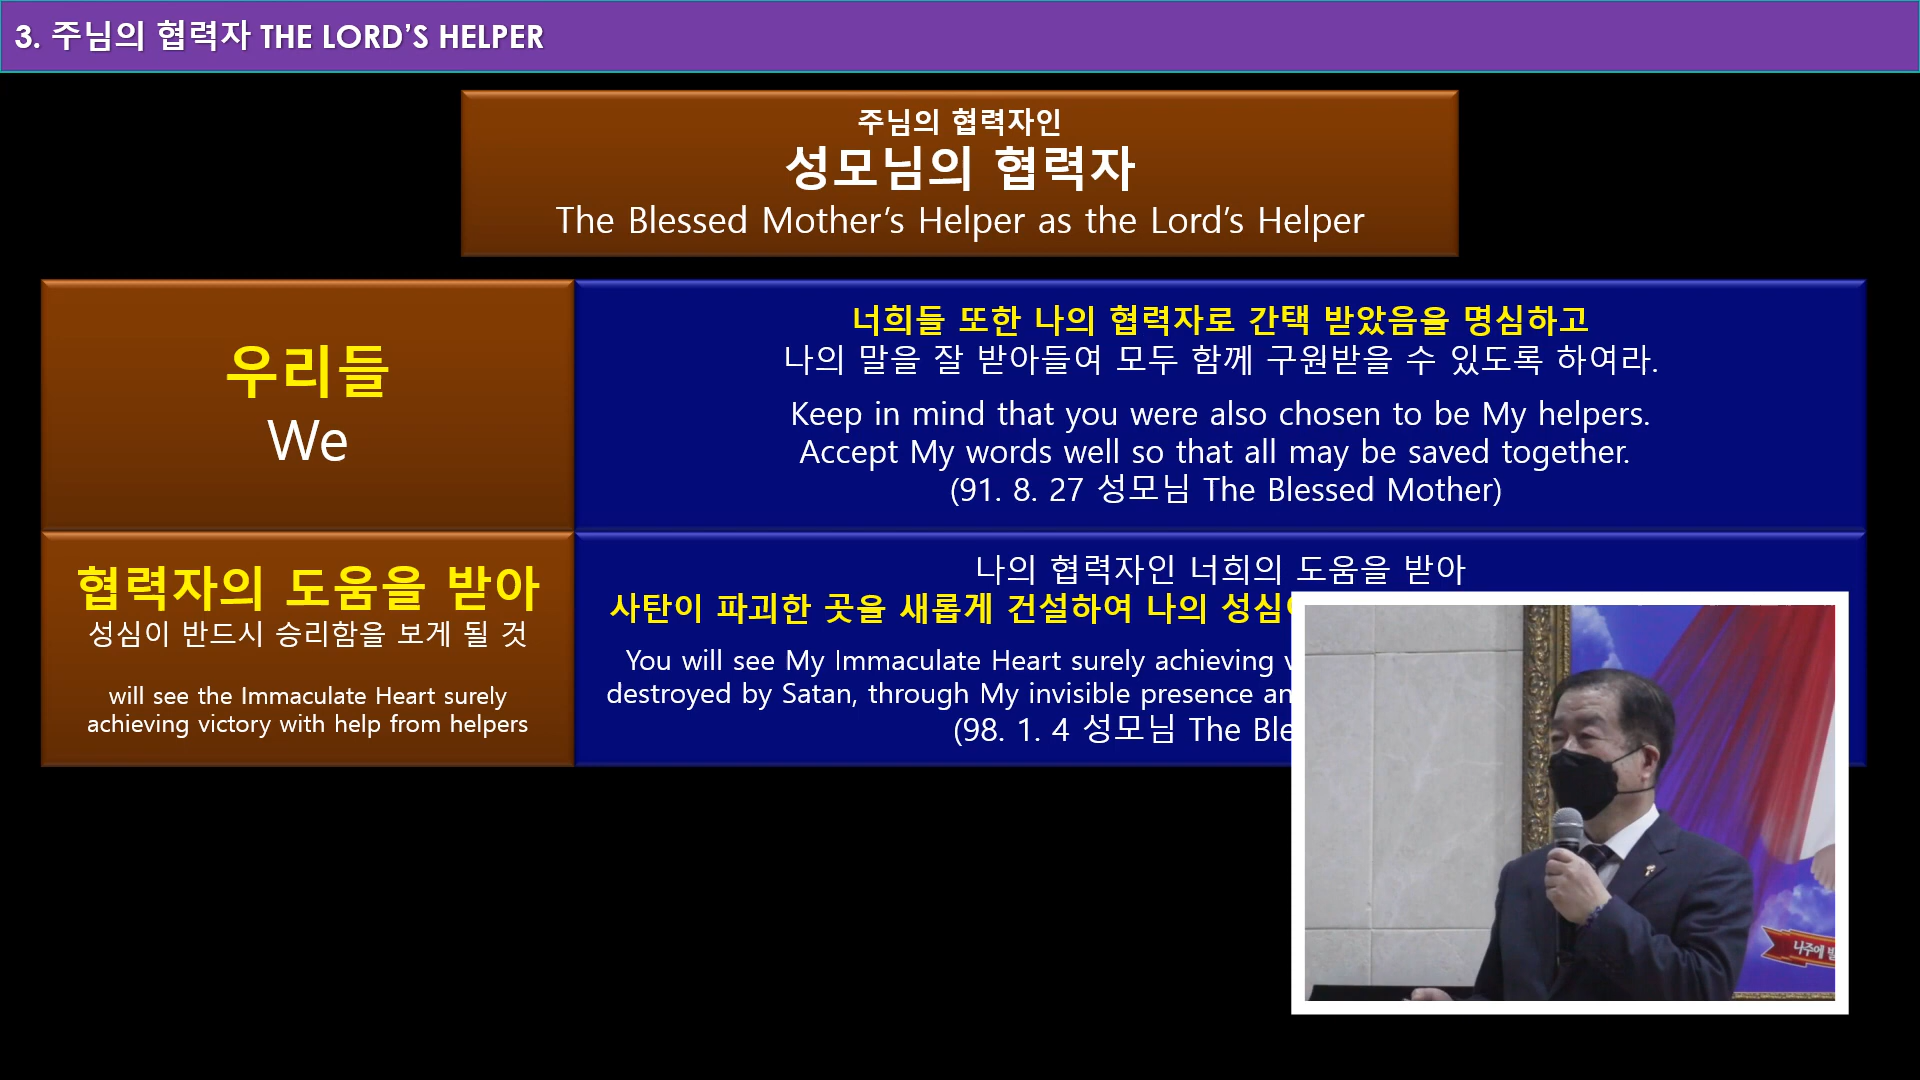 3. 주님의 협력자 THE LORD’S HELPER
주님의 협력자인
성모님의 협력자
The Blessed Mother’s Helper as the Lord’s Helper
우리들
We
너희들 또한 나의 협력자로 간택 받았음을 명심하고
나의 말을 잘 받아들여 모두 함께 구원받을 수 있도록 하여라.
Keep in mind that you were also chosen to be My helpers.
Accept My words well so that all may be saved together.
(91. 8. 27 성모님 The Blessed Mother)
협력자의 도움을 받아
성심이 반드시 승리함을 보게 될 것
will see the Immaculate Heart surely
achieving victory with help from helpers
나의 협력자인 너희의 도움을 받아
사탄이 파괴한 곳을 새롭게 건설하여 나의
You will see My Immaculate Heart surely achieving
destroyed by Satan, through My invisible presence
(98. 1. 4 성모님 The
나주에